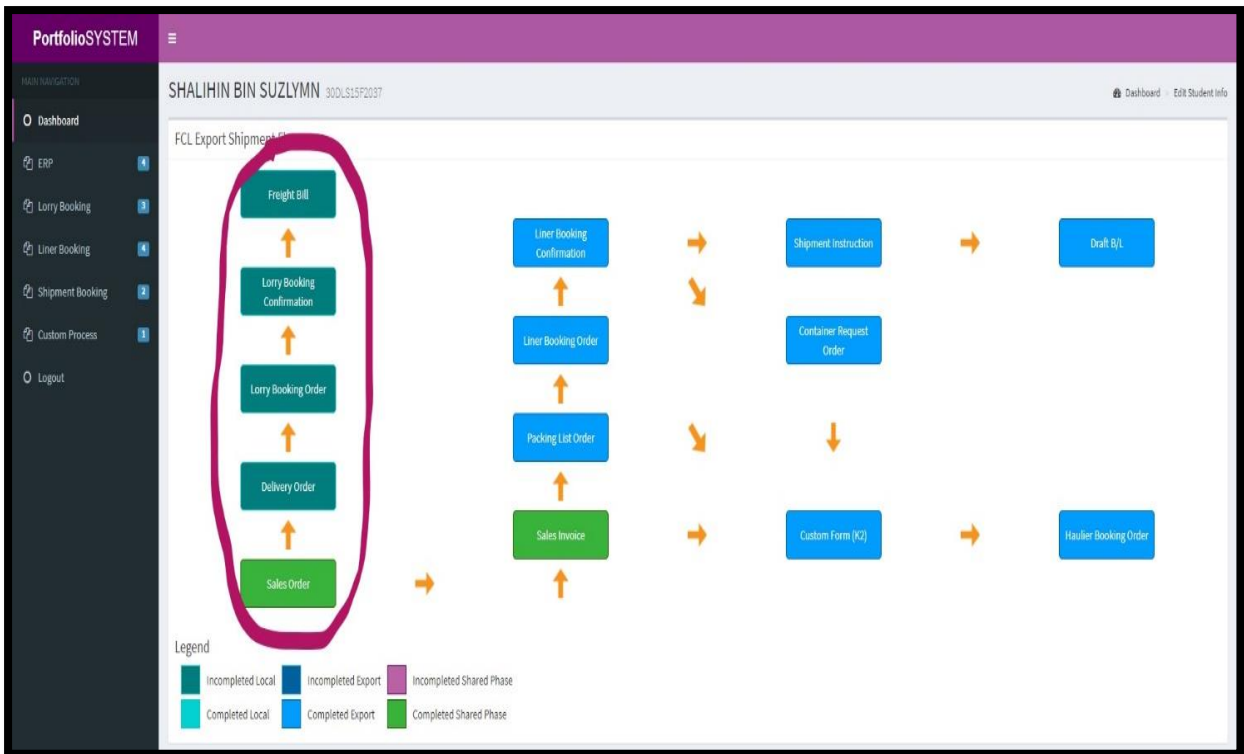 PortfolioSYSTEM
MAIN NAVIGATION
Dashboard
ERP 4
Lorry Booking 3
Liner Booking 4
Shipment Booking 2
Custom Process 1
Logout
SHALIHIN BIN SUZLYMN 30DLS15F2037
Dashboard Edit Student Info
FCL Export Shipment
Freight Bill
Lorry Booking
Confirmation
Lorry Booking Order
Delivery Order
Sales Order
Liner Booking
Confirmation
Liner Booking Order
Packing List Order
Sales Invoice
Shipment Instruction
Container Request
Order
Custom Form (K2)
Draft B/L
Haulier Booking Order
Legend
Incompleted Local Incompleted Export Incompleted Shared Phase
Completed Local Completed Export Completed Shared Phase